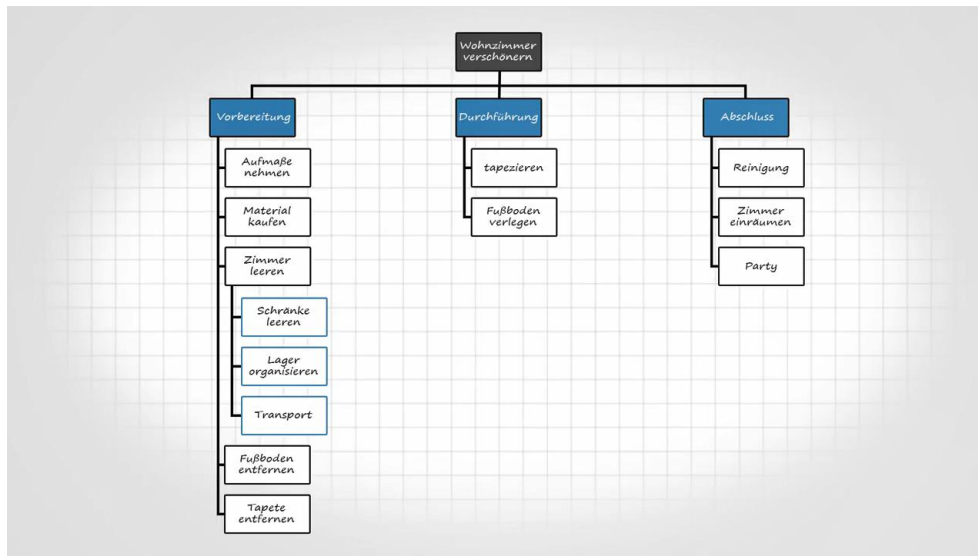 Wohnzimmer
verschönern
Vorbereitung
Aufmaße
nehmen
Material
kaufen
Zimmer
leeren
Schränke
leeren
Lager
organisieren
Transport
Fußboden
entfernen
Tapete
entfernen
Durchführung
tapezieren
Fußboden
verlegen
Abschluss
Reinigung
Zimmer
einräumen
Party